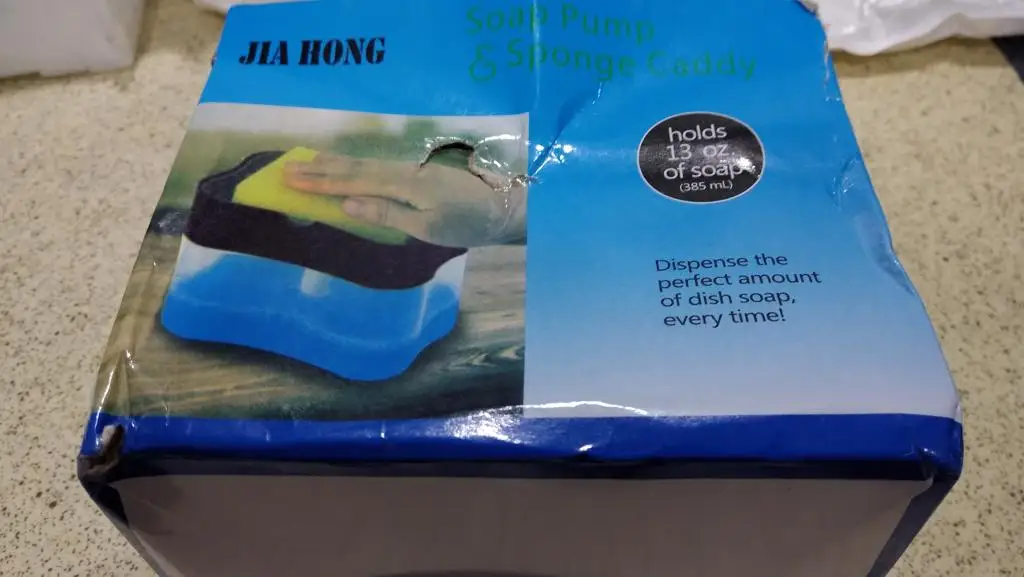 JIA HONG
Soap Pump
& Sponge Caddy
holds
13 oz
of soap
(385 mL)
Dispense the
perfect amount
of dish soap,
every time!